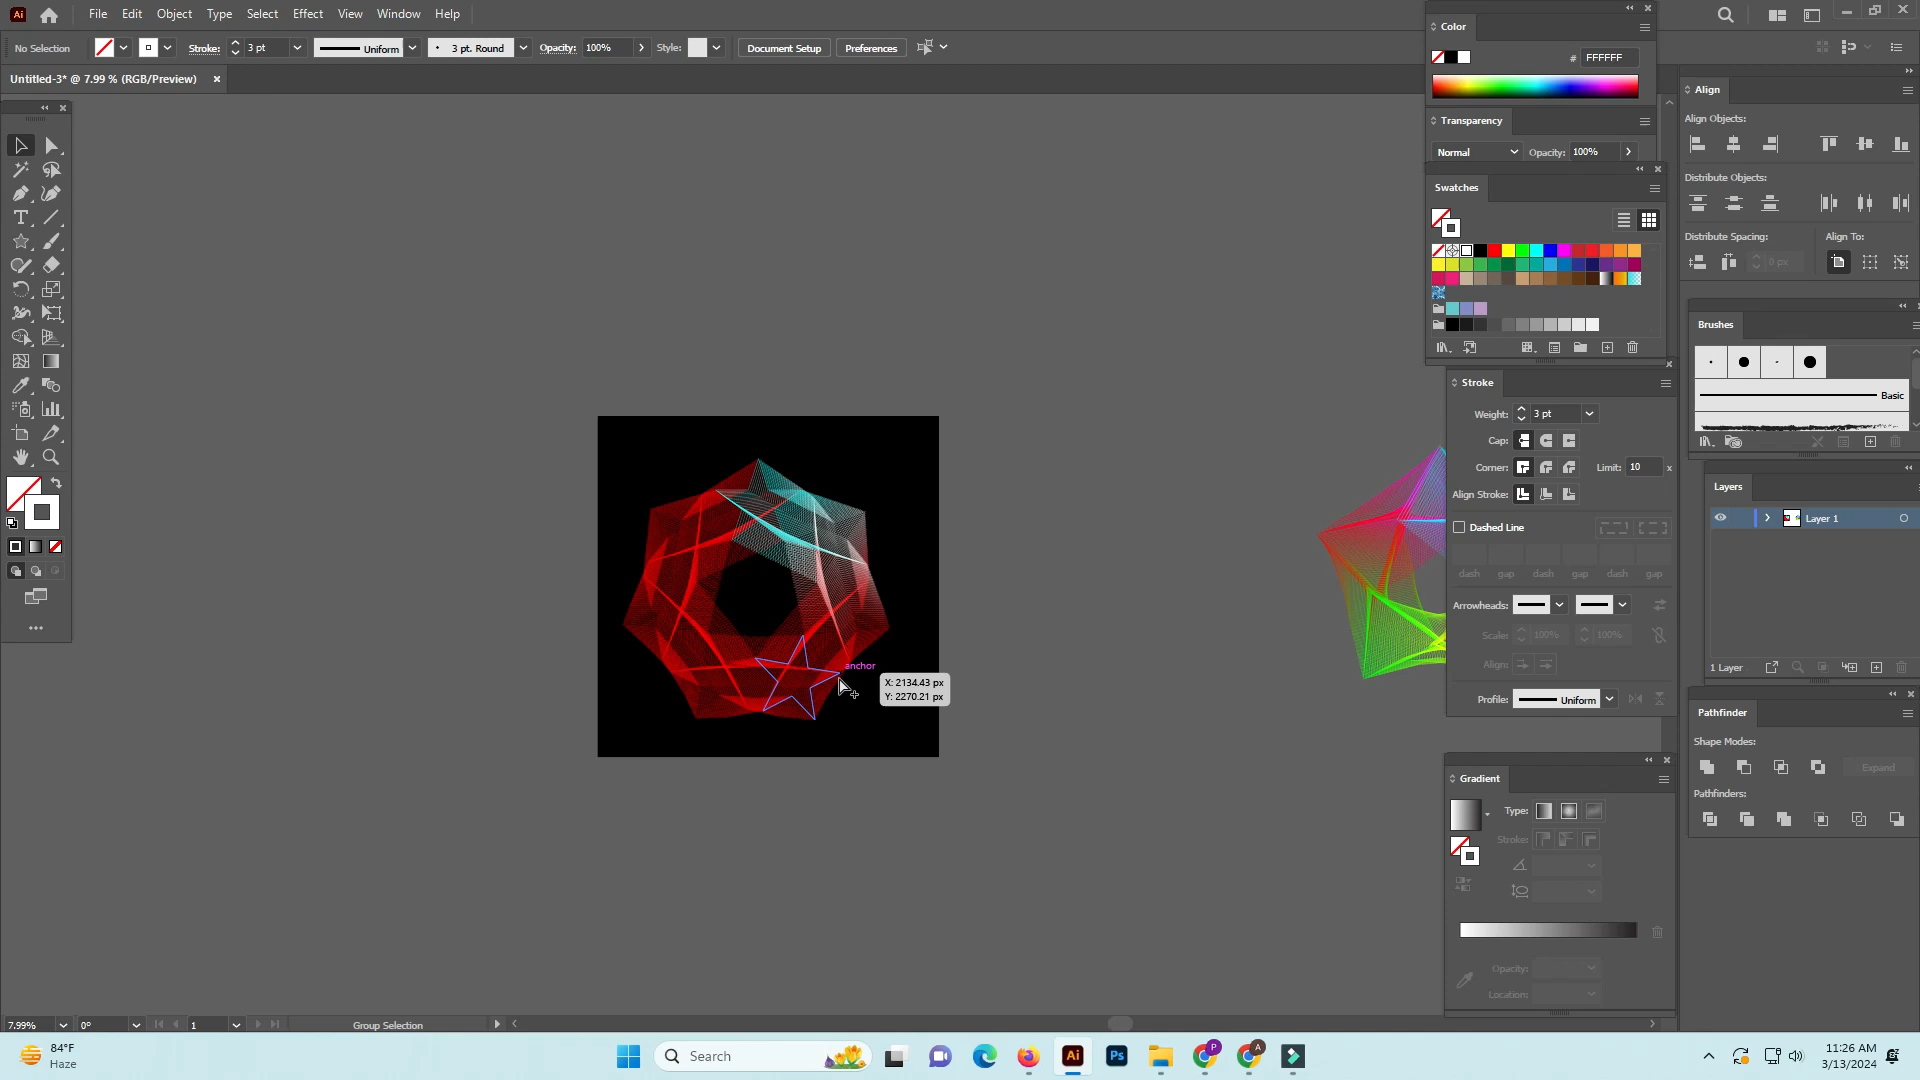 Ai File Edit Object Type Select Effect View Window Help
No Selection Stroke: 3 pt Uniform 3 pt. Round Opacity: 100% Style: Document Setup Preferences
Untitled-3* @ 7.99 % (RGB/Preview) ×
Color
# FFFFFF
Transparency
Normal Opacity: 100%
Swatches
Align
Align Objects:
Distribute Objects:
Distribute Spacing: Align To:
0 px
Brushes
Basic
Stroke
Weight: 3 pt
Cap:
Corner: Limit: 10 x
Align Stroke:
Dashed Line
dash gap dash gap dash gap
Arrowheads:
Scale: 100% 100%
Align:
Profile: Uniform
Layers
Layer 1
1 Layer
Pathfinder
Shape Modes:
Expand
Pathfinders:
Gradient
Type:
Stroke:
Opacity:
Location:
anchor
X: 2134.43 px
Y: 2270.21 px
7.99% 0° 1 Group Selection
84°F
Haze
Search
Ai
Ps
P
A
11:26 AM
3/13/2024